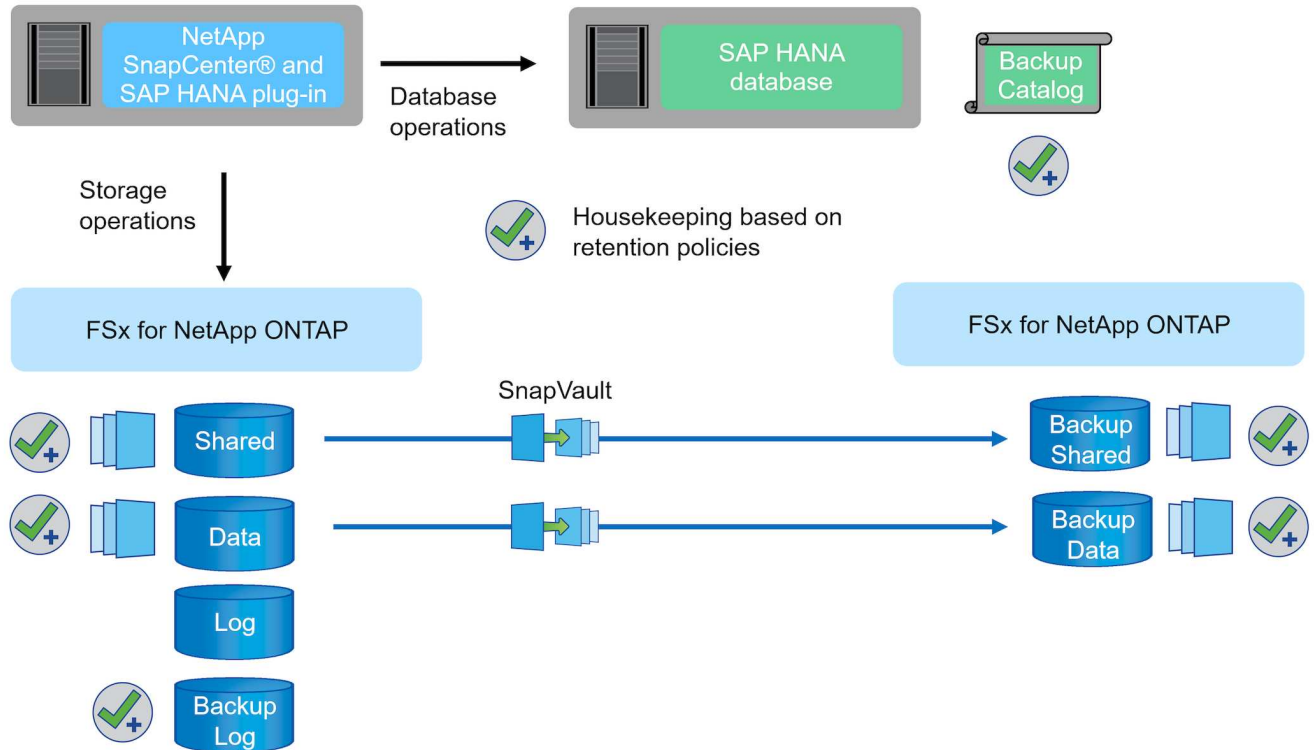 NetApp
SnapCenter® and
SAP HANA plug-in
Database
operations
SAP HANA
database
Backup
Catalog
Storage
operations
Housekeeping based on
retention policies
FSx for NetApp ONTAP
FSx for NetApp ONTAP
SnapVault
Shared
Backup
Shared
Data
Backup
Data
Log
Backup
Log